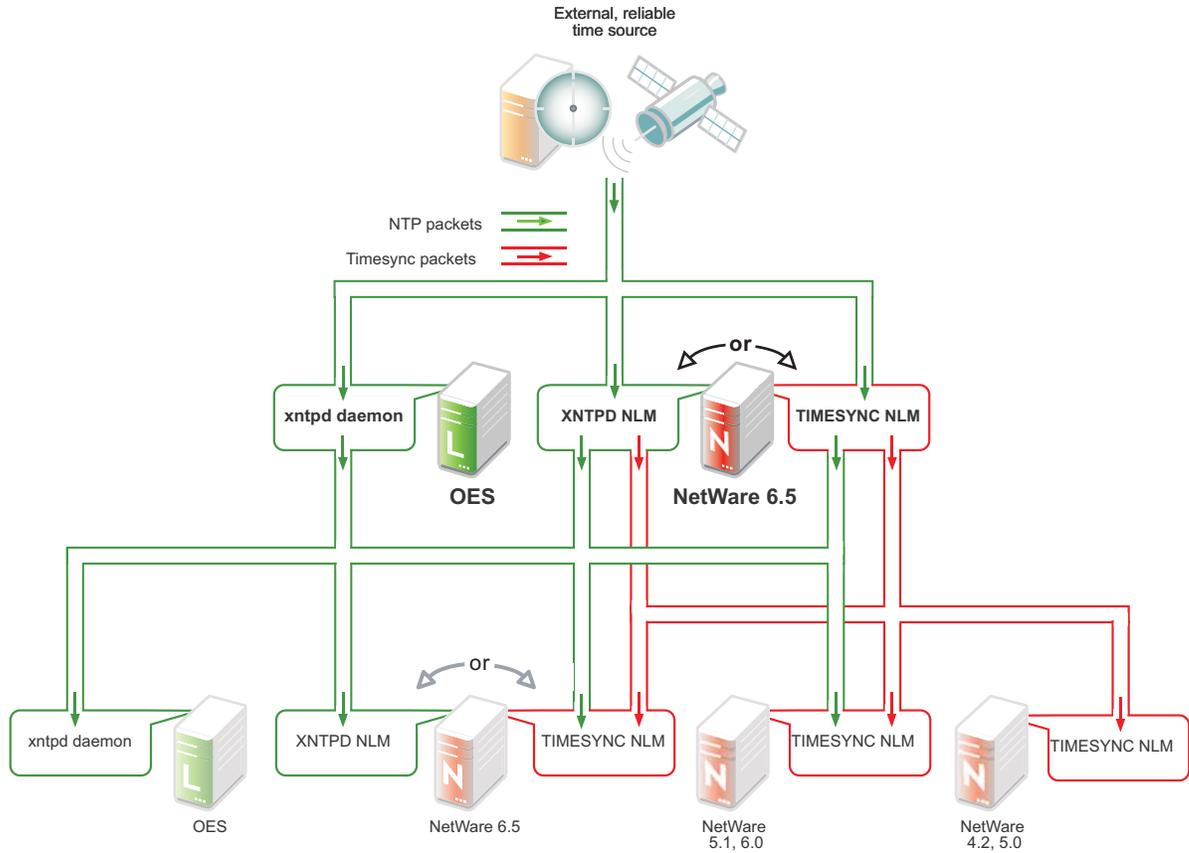 External, reliable
time source
NTP packets
Timesync packets
or
xntpd daemon
L
OES
XNTPD NLM
N
NetWare 6.5
TIMESYNC NLM
or
xntpd daemon
L
OES
XNTPD NLM
N
NetWare 6.5
TIMESYNC NLM
N
NetWare
5.1, 6.0
TIMESYNC NLM
N
NetWare
4.2, 5.0
TIMESYNC NLM